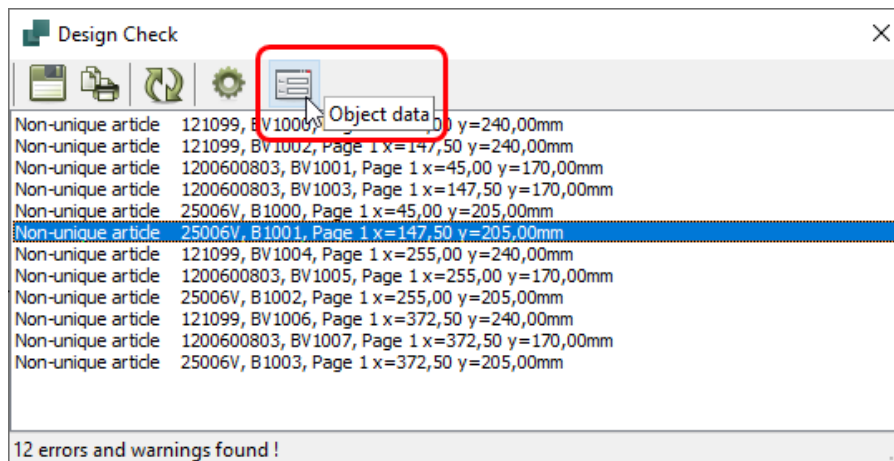 Design Check
Object data
Non-unique article 121099, BV1000, Page 1 x=45,00 y=240,00mm
Non-unique article 121099, BV1002, Page 1 x=147,50 y=240,00mm
Non-unique article 1200600803, BV1001, Page 1 x=45,00 y=170,00mm
Non-unique article 1200600803, BV1003, Page 1 x=147,50 y=170,00mm
Non-unique article 25006V, B1000, Page 1 x=45,00 y=205,00mm
Non-unique article 25006V, B1001, Page 1 x=147,50 y=205,00mm
Non-unique article 121099, BV1004, Page 1 x=255,00 y=240,00mm
Non-unique article 1200600803, BV1005, Page 1 x=255,00 y=170,00mm
Non-unique article 25006V, B1002, Page 1 x=255,00 y=205,00mm
Non-unique article 121099, BV1006, Page 1 x=372,50 y=240,00mm
Non-unique article 1200600803, BV1007, Page 1 x=372,50 y=170,00mm
Non-unique article 25006V, B1003, Page 1 x=372,50 y=205,00mm
12 errors and warnings found !